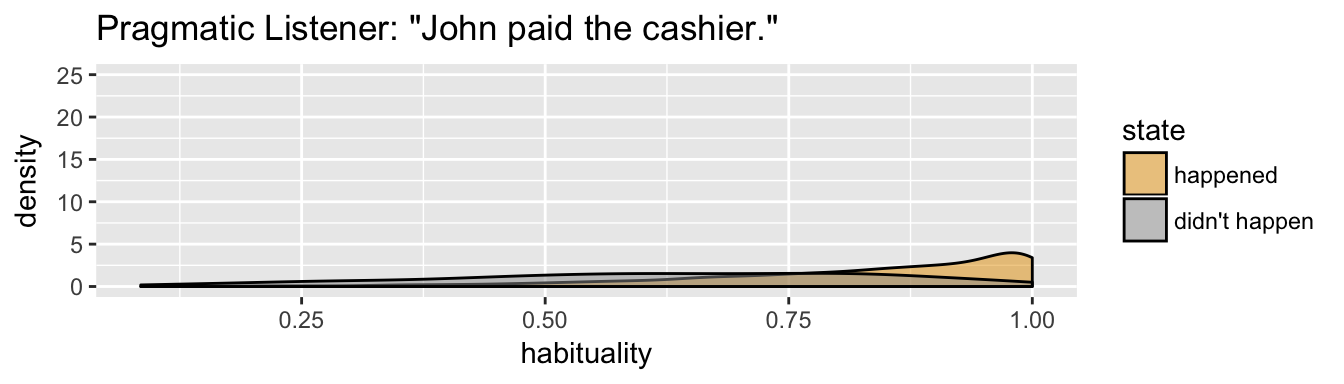 Pragmatic Listener: "John paid the cashier."
25
20
15
10
5
0
density
0.25 0.50 0.75 1.00
habituality
state
happened
didn't happen